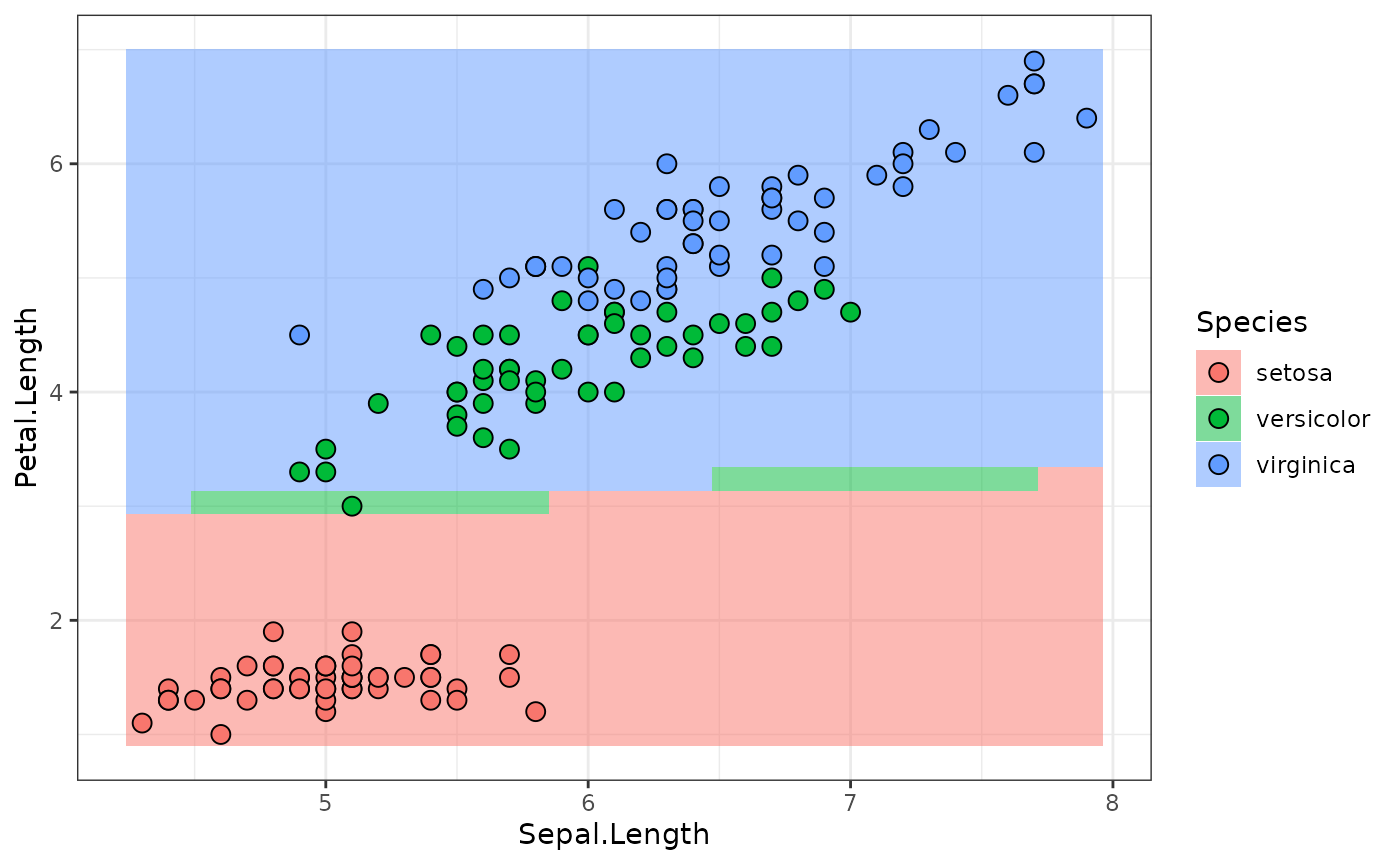 Petal.Length
6
4
2
5 6 7 8
Sepal.Length
Species
setosa
versicolor
virginica